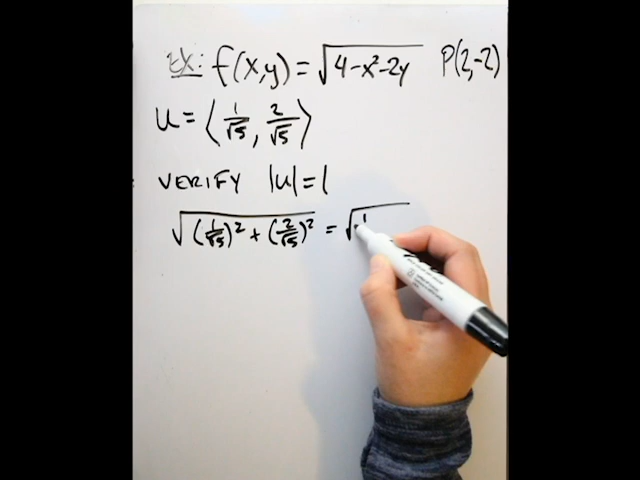 EX: f(x,y) = √(4-x²-2y) P(2,-2)
u = ⟨1/√5, 2/√5⟩
VERIFY |u| = 1
√((1/√5)² + (2/√5)²) = √1